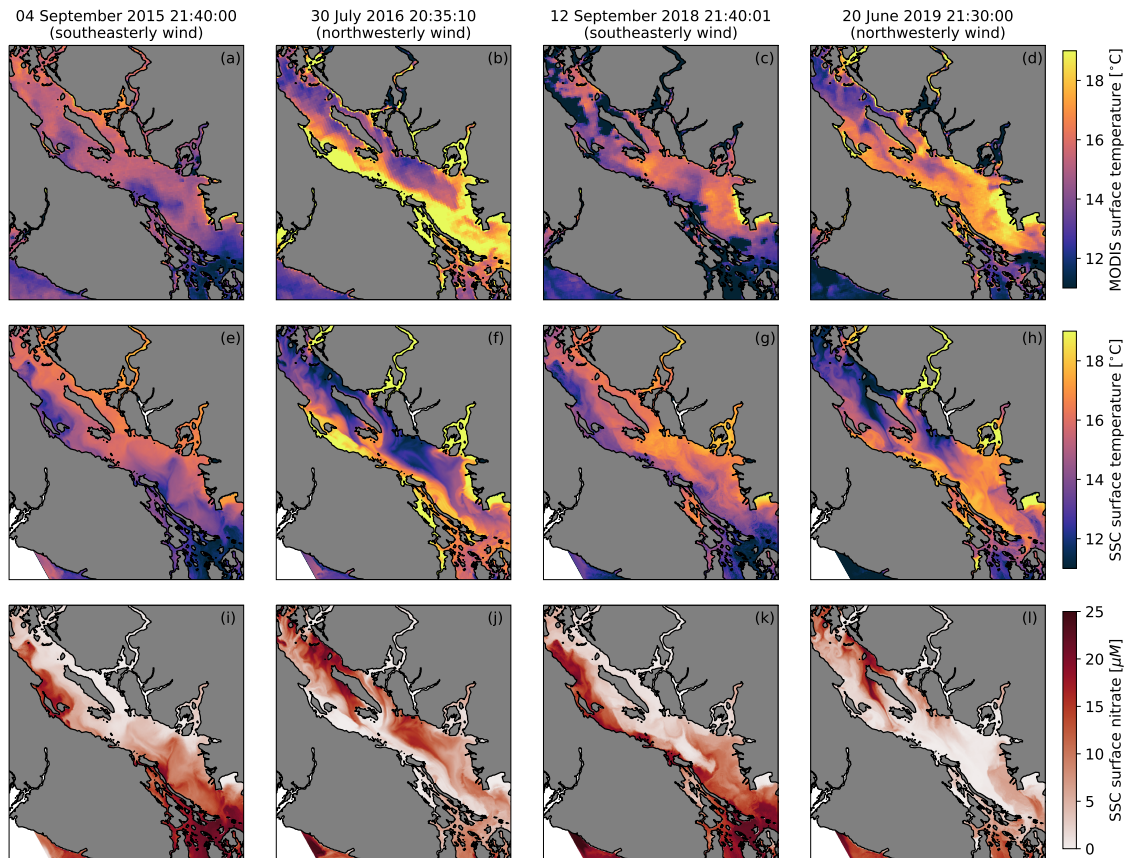 04 September 2015 21:40:00
(southeasterly wind)
30 July 2016 20:35:10
(northwesterly wind)
12 September 2018 21:40:01
(southeasterly wind)
20 June 2019 21:30:00
(northwesterly wind)
(a)
(b)
(c)
(d)
18
16
14
12
MODIS surface temperature [°C]
(e)
(f)
(g)
(h)
18
16
14
12
SSC surface temperature [°C]
(i)
(j)
(k)
(l)
25
20
15
10
5
0
SSC surface nitrate [μM]